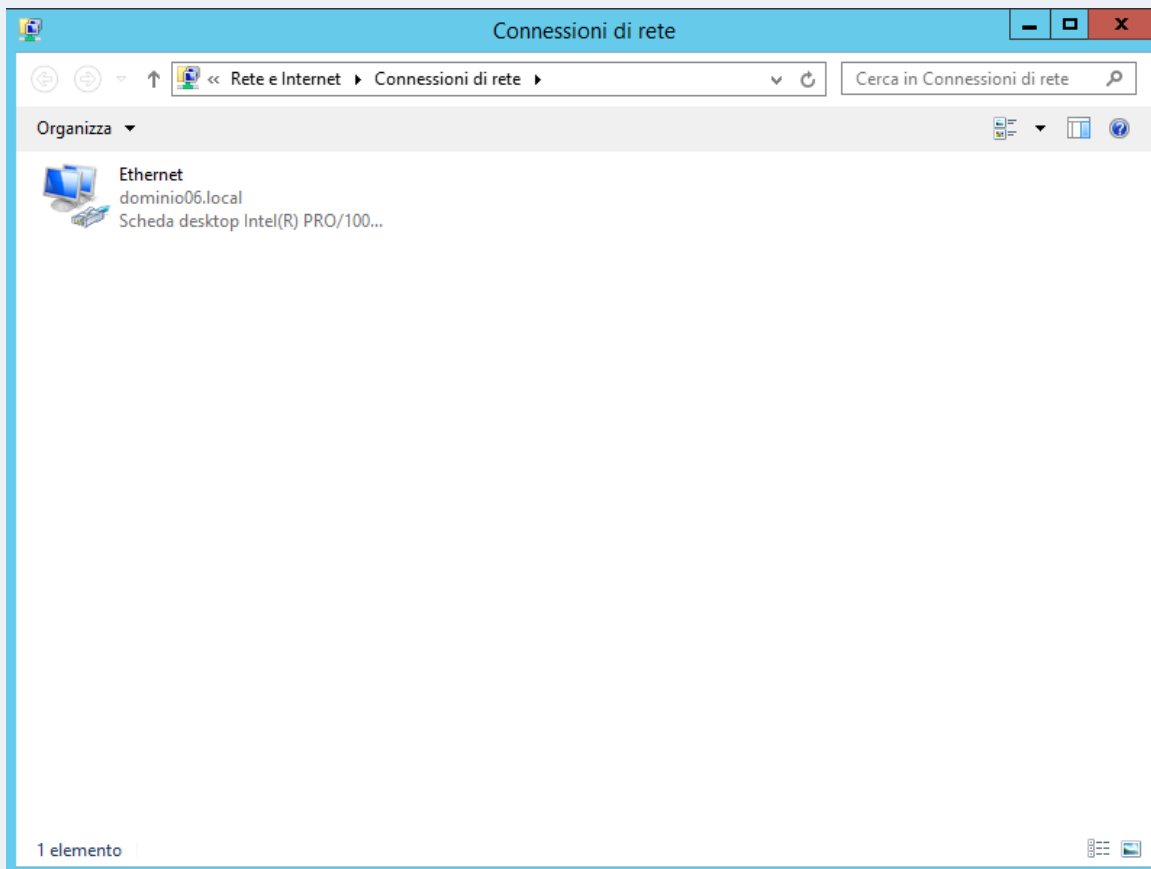 Connessioni di rete
« Rete e Internet Connessioni di rete
Cerca in Connessioni di rete
Organizza
Ethernet
dominio06.local
Scheda desktop Intel(R) PRO/100...
1 elemento